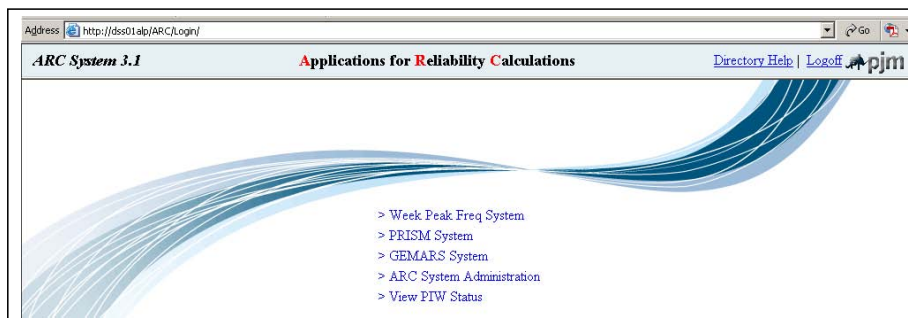 Address http://dss01alp/ARC/Login/ Go
ARC System 3.1 Applications for Reliability Calculations Directory Help | Logoff pjm
> Week Peak Freq System
> PRISM System
> GEMARS System
> ARC System Administration
> View PIW Status